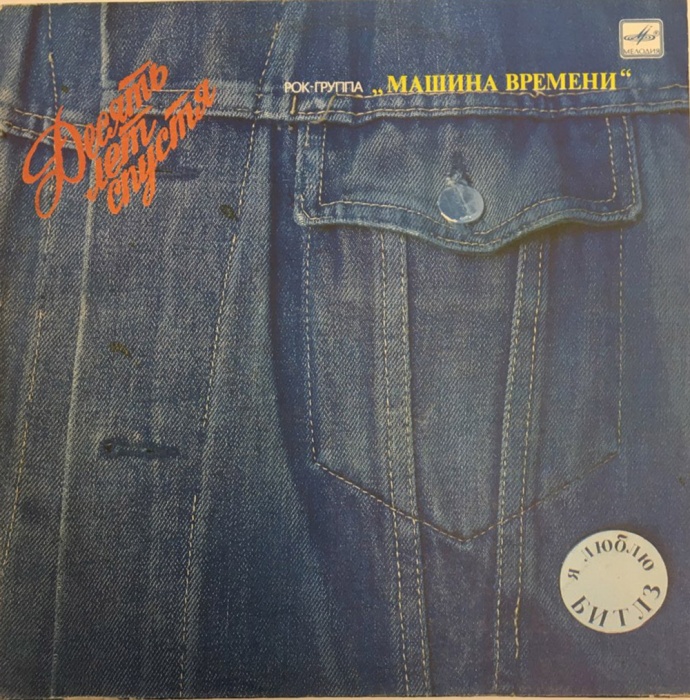 МЕЛОДИЯ
РОК-ГРУППА „МАШИНА ВРЕМЕНИ“
Десять
лет
спустя
Я ЛЮБЛЮ
БИТЛЗ